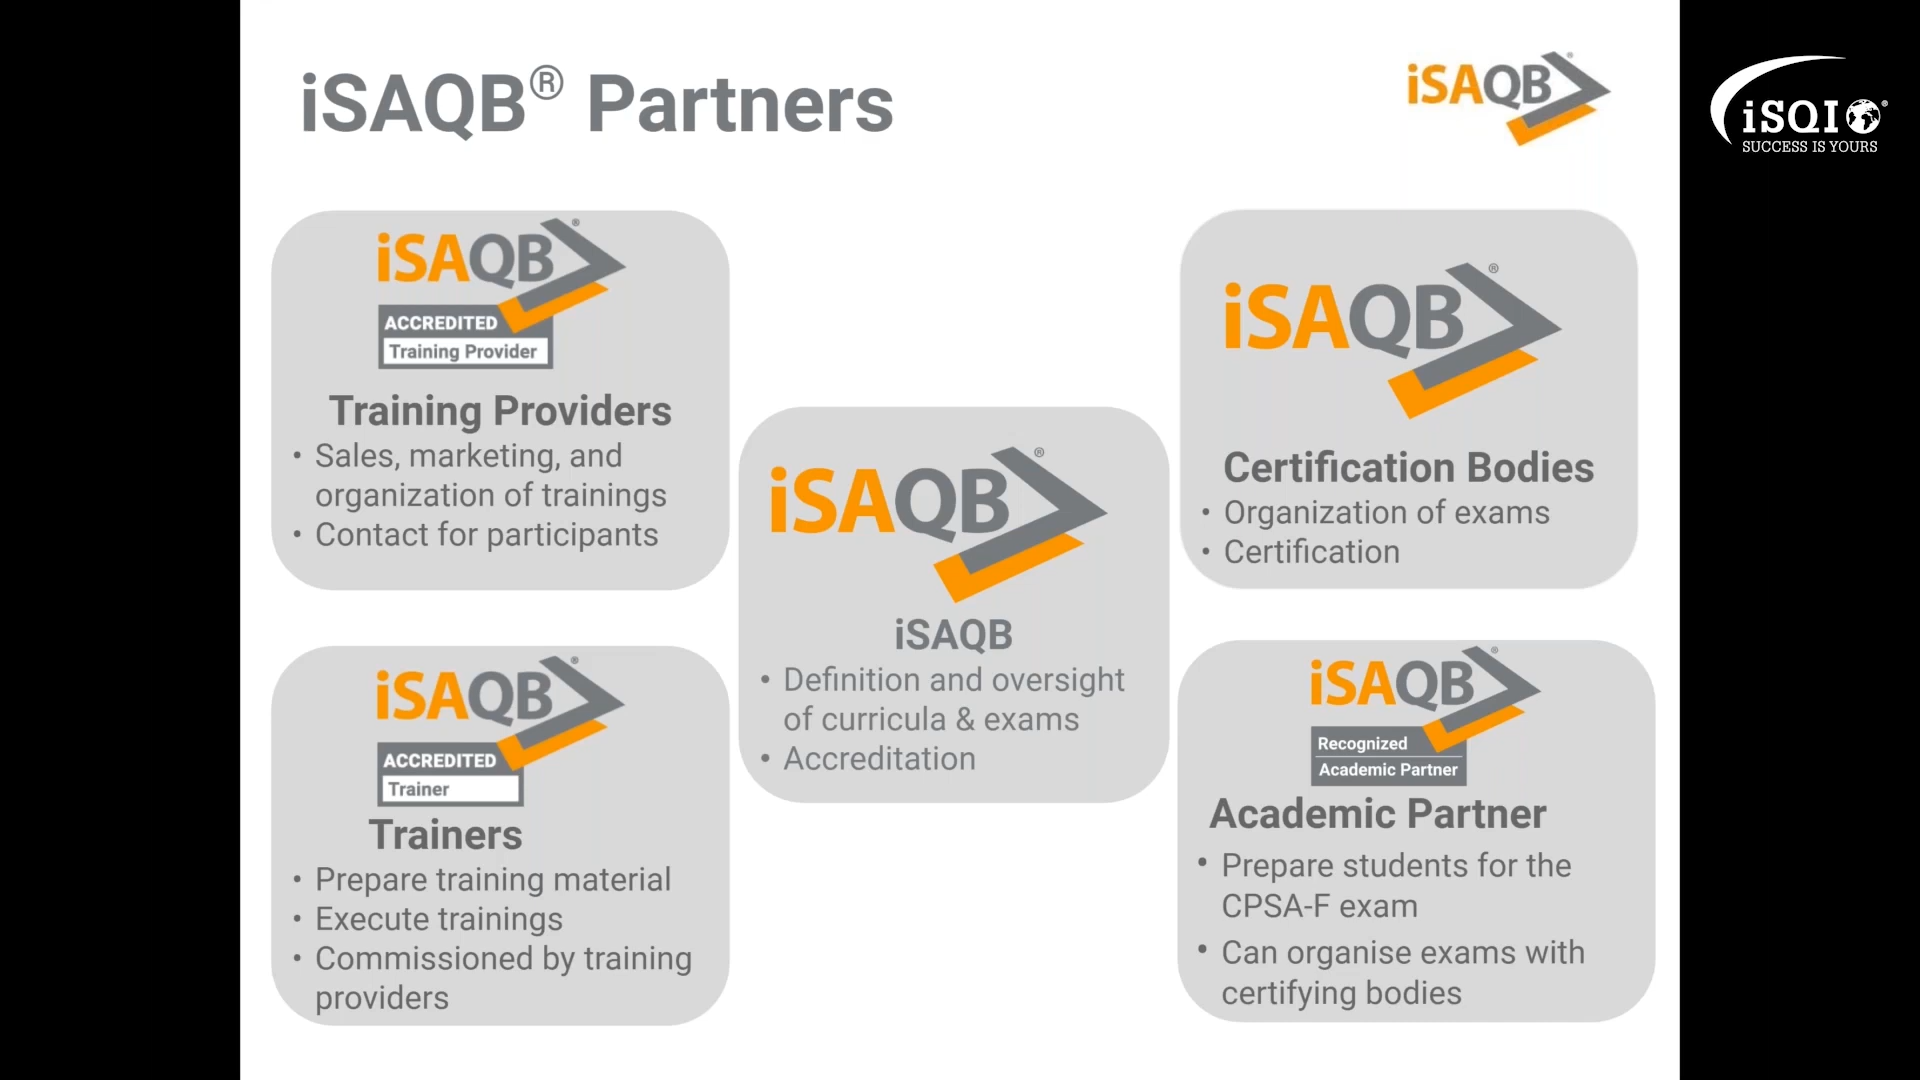 iSAQB® Partners
iSAQB®
iSQI®
SUCCESS IS YOURS
iSAQB®
ACCREDITED
Training Provider
Training Providers
• Sales, marketing, and
organization of trainings
• Contact for participants
iSAQB®
ACCREDITED
Trainer
Trainers
• Prepare training material
• Execute trainings
• Commissioned by training
providers
iSAQB®
iSAQB
• Definition and oversight
of curricula & exams
• Accreditation
iSAQB®
Certification Bodies
• Organization of exams
• Certification
iSAQB®
Recognized
Academic Partner
Academic Partner
• Prepare students for the
CPSA-F exam
• Can organise exams with
certifying bodies